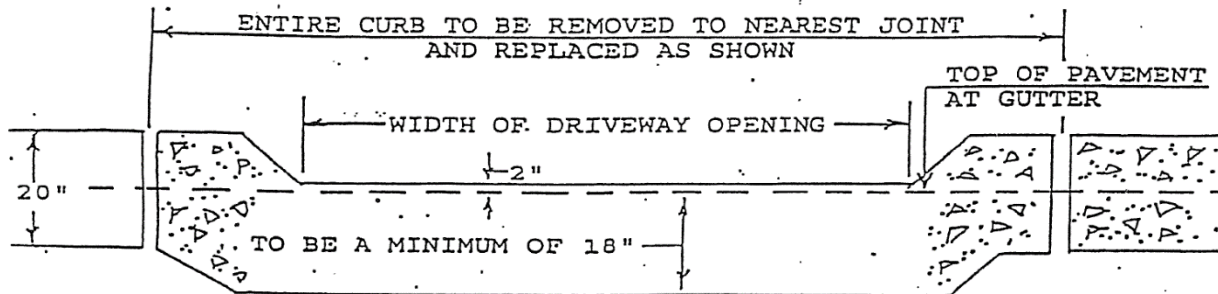 ENTIRE CURB TO BE REMOVED TO NEAREST JOINT
AND REPLACED AS SHOWN
TOP OF PAVEMENT
AT GUTTER
WIDTH OF DRIVEWAY OPENING
2"
20"
TO BE A MINIMUM OF 18"